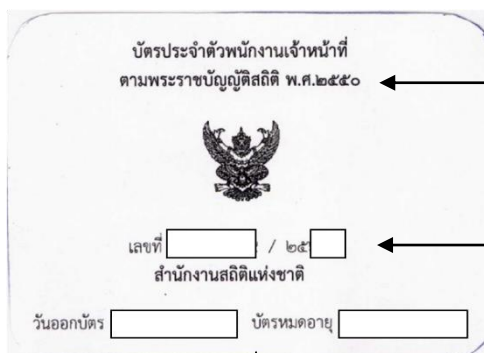 บัตรประจำตัวพนักงานเจ้าหน้าที่
ตามพระราชบัญญัติสถิติ พ.ศ.๒๕๕๐
เลขที่ / ๒๕
สำนักงานสถิติแห่งชาติ
วันออกบัตร บัตรหมดอายุ